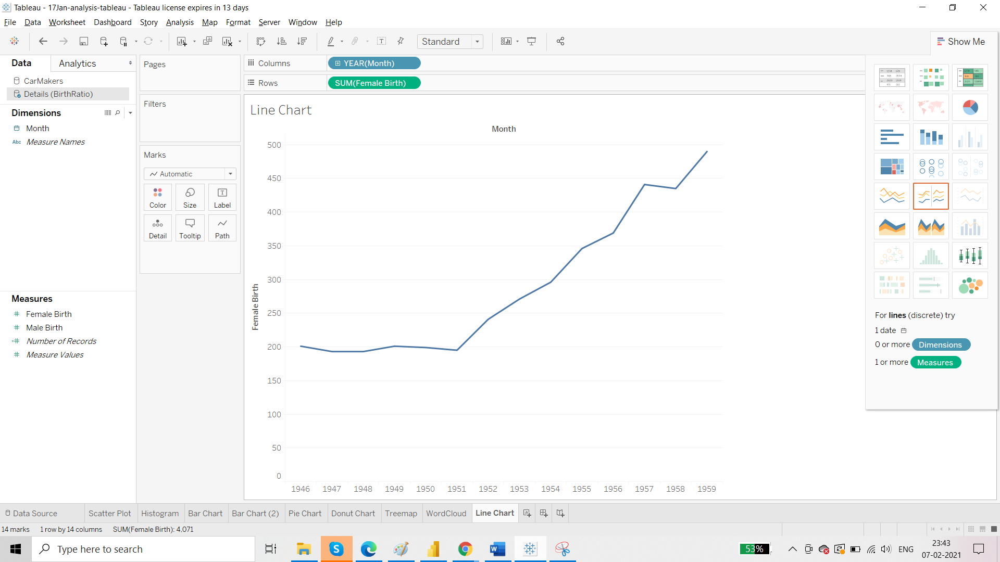 Tableau - 17Jan-analysis-tableau - Tableau license expires in 13 days
File Data Worksheet Dashboard Story Analysis Map Format Server Window Help
Standard
Show Me
Data Analytics
CarMakers
Details (BirthRatio)
Dimensions
Month
Abc Measure Names
Measures
Female Birth
Male Birth
Number of Records
Measure Values
Pages
Filters
Marks
Automatic
Color Size Label
Detail Tooltip Path
Columns YEAR(Month)
Rows SUM(Female Birth)
Line Chart
Month
Female Birth
500
450
400
350
300
250
200
150
100
50
0
1946 1947 1948 1949 1950 1951 1952 1953 1954 1955 1956 1957 1958 1959
For lines (discrete) try
1 date
0 or more Dimensions
1 or more Measures
Data Source Scatter Plot Histogram Bar Chart Bar Chart (2) Pie Chart Donut Chart Treemap WordCloud Line Chart
14 marks 1 row by 14 columns SUM(Female Birth): 4,071
Type here to search
53%
ENG
23:43
07-02-2021